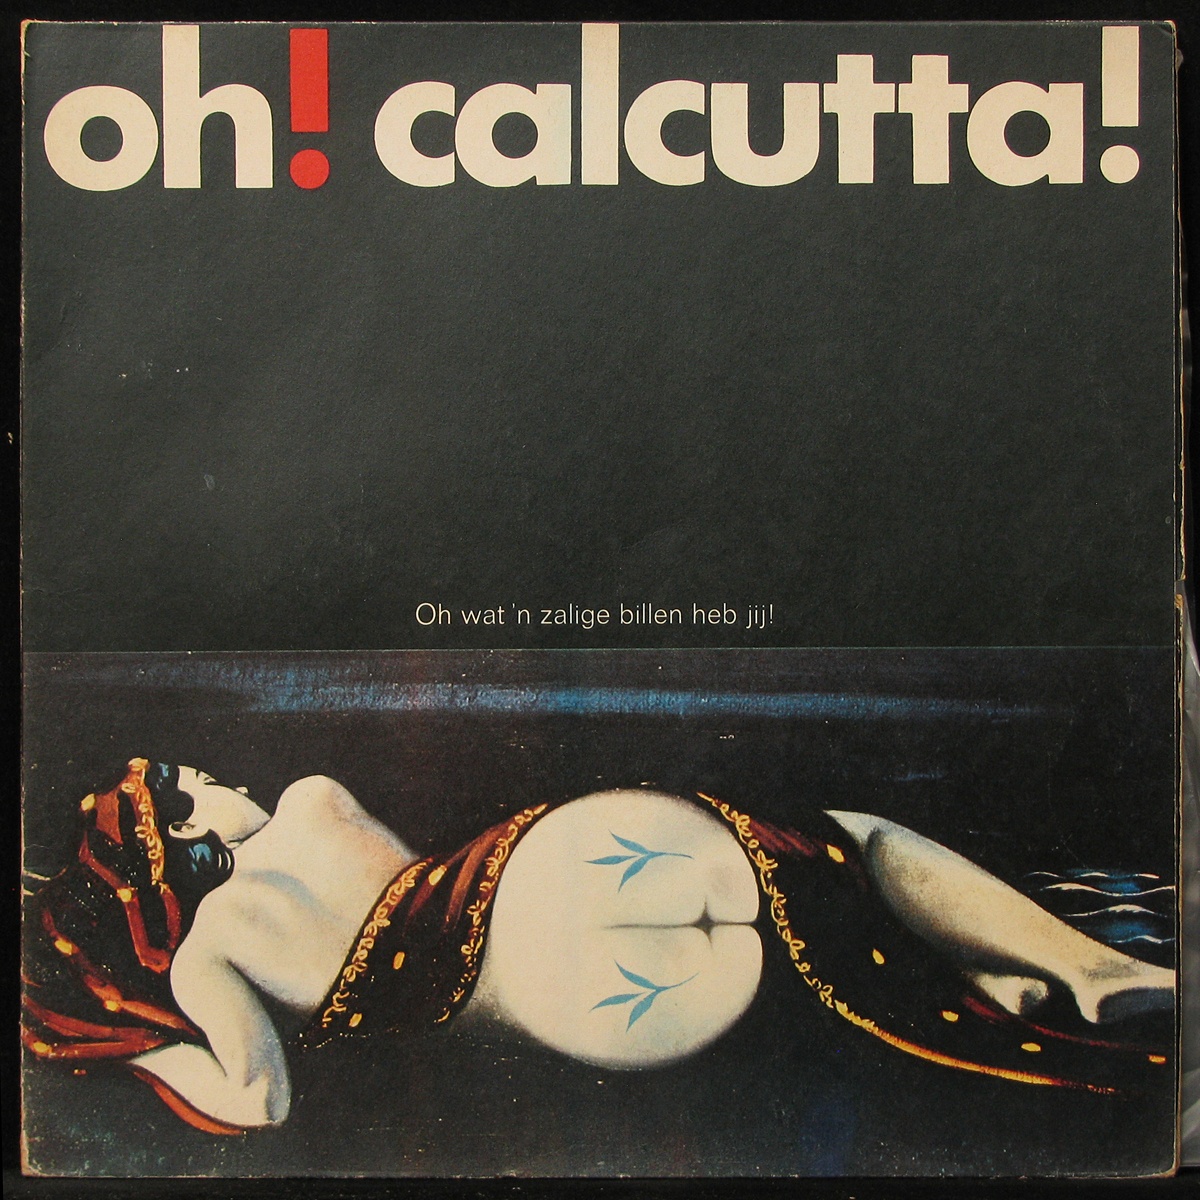 oh! calcutta!
Oh wat 'n zalige billen heb jij!